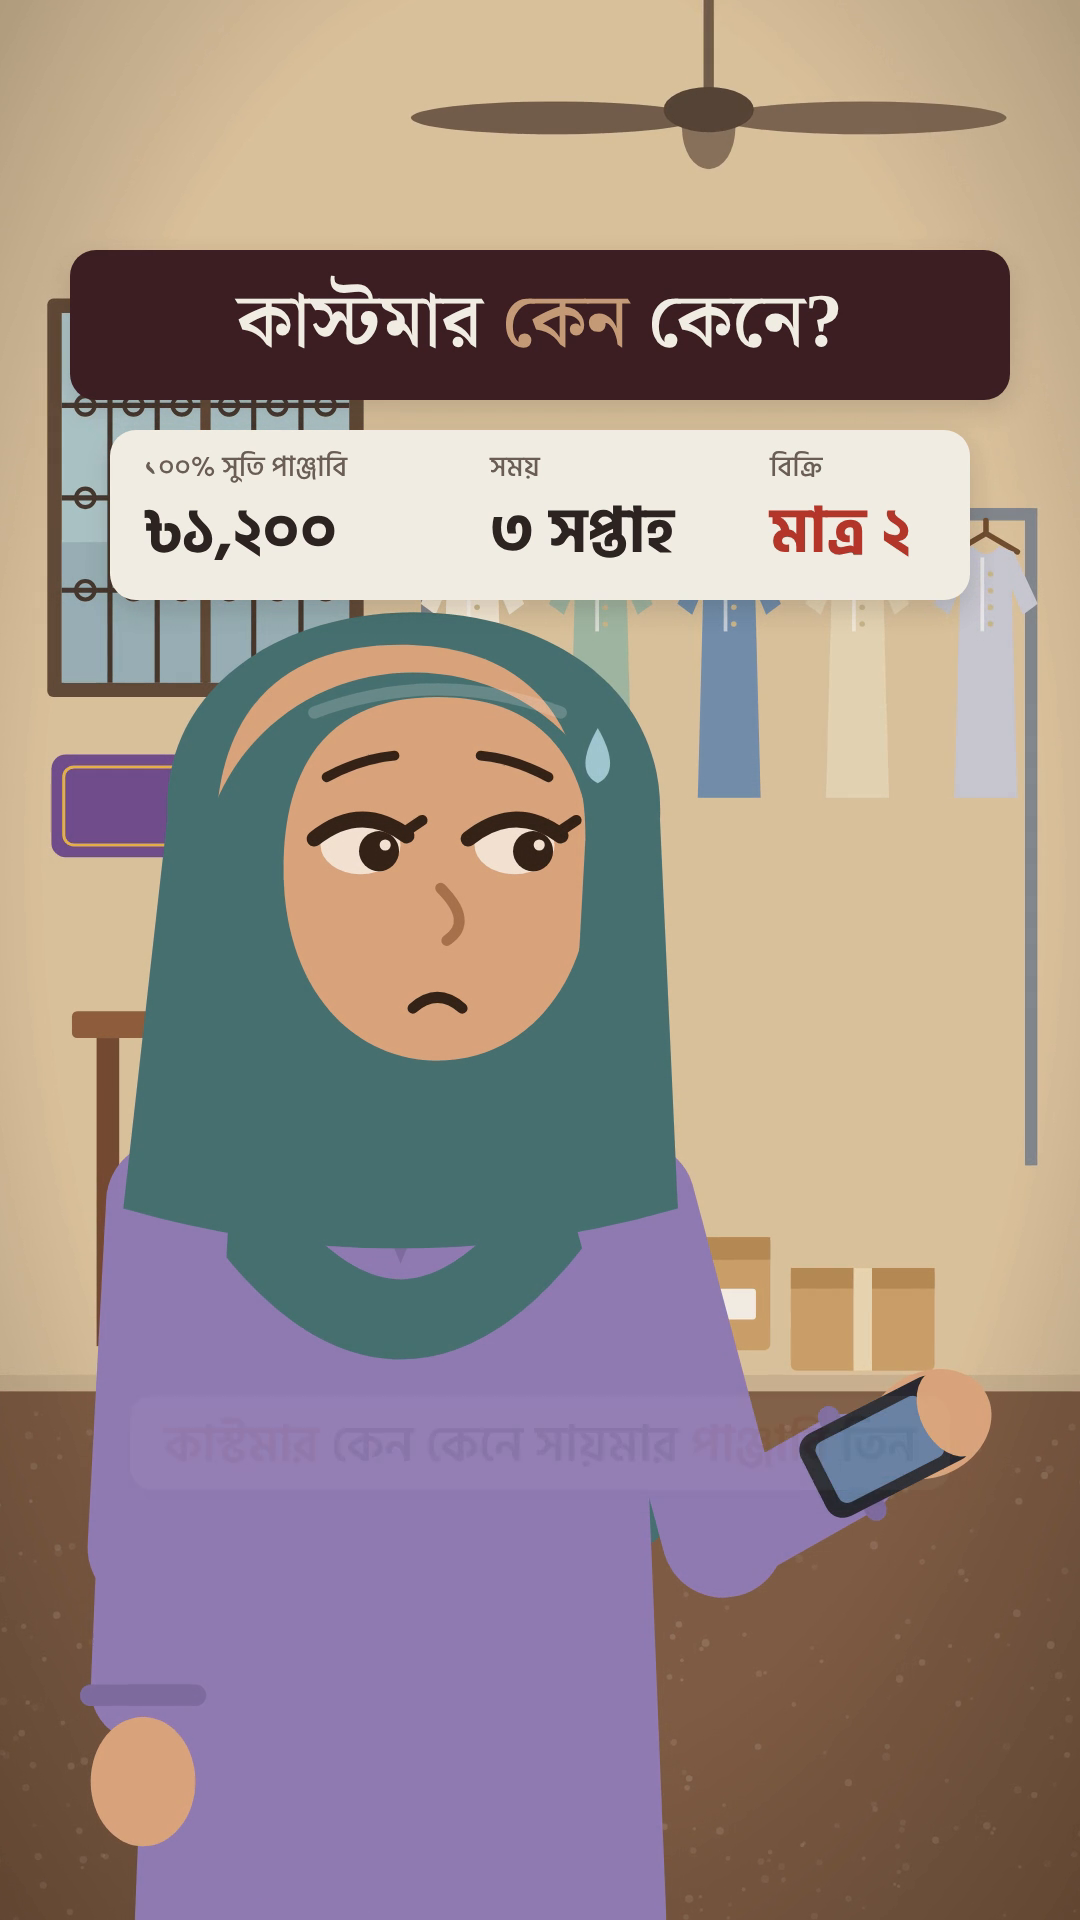 কাস্টমার কেন কেনে?
১০০% সুতি পাঞ্জাবি সময় বিক্রি
৳১,২০০ ৩ সপ্তাহ মাত্র ২
কাস্টমার কেন কেনে সায়মার পাঞ্জাবি তিন